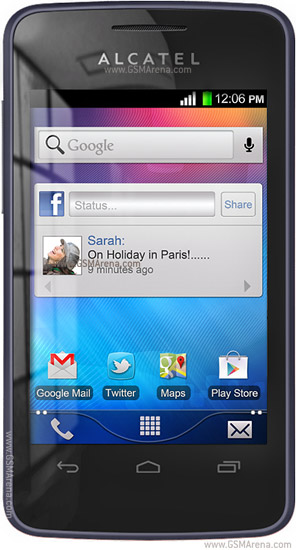 ALCATEL
www.GSMArena.com
12:06 PM
Google
f Status... Share
Sarah:
On Holiday in Paris!......
www.GSMArena.com
9 minutes ago
Google Mail Twitter Maps Play Store
www.GSMArena.com
www.GSMArena.com